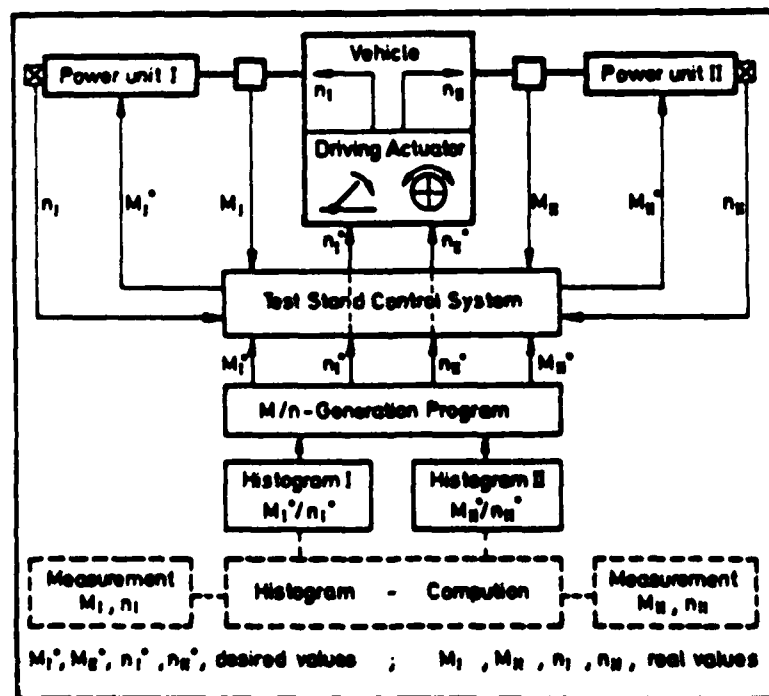 Vehicle
Power unit I
Power unit II
n_I
n_II
Driving Actuator
n_I
M_I*
M_I
M_II
M_II*
n_II
n_I*
n_II*
Test Stand Control System
M_I*
n_I*
n_II*
M_II*
M/n-Generation Program
Histogram I
M_I*/n_I*
Histogram II
M_II*/n_II*
Measurement
M_I, n_I
Histogram - Compution
Measurement
M_II, n_II
M_I*, M_II*, n_I*, n_II*, desired values ; M_I , M_II , n_I , n_II , real values